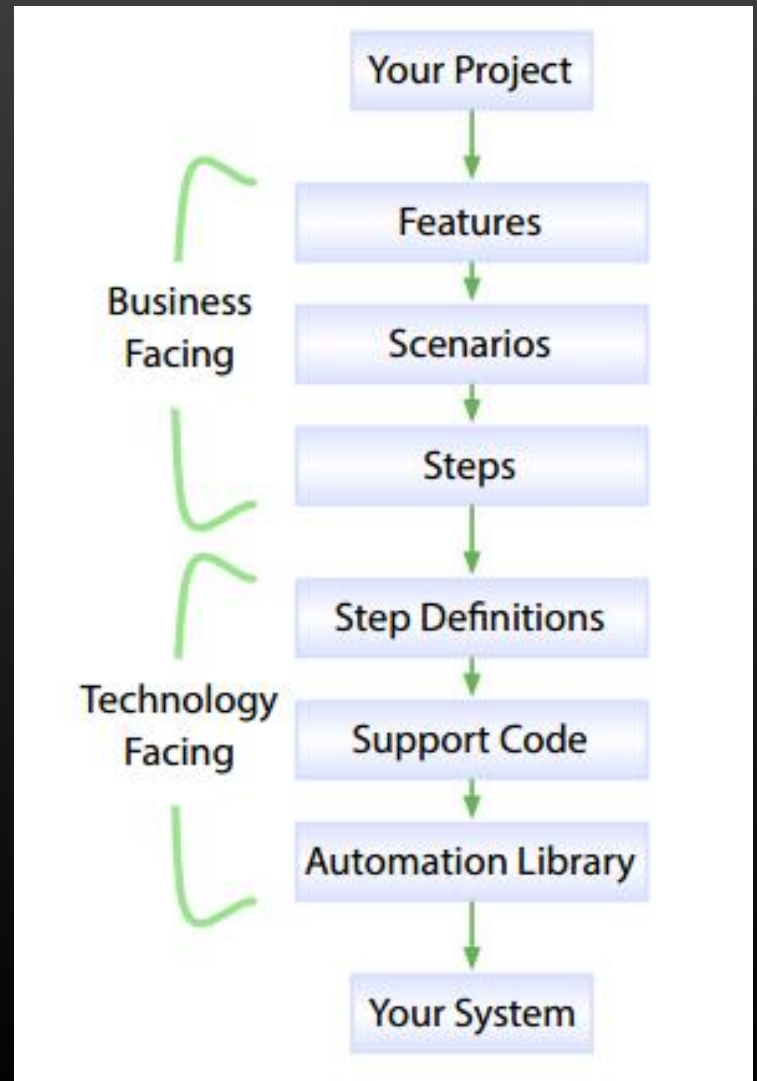 Your Project
Features
Business
Facing
Scenarios
Steps
Step Definitions
Technology
Facing
Support Code
Automation Library
Your System